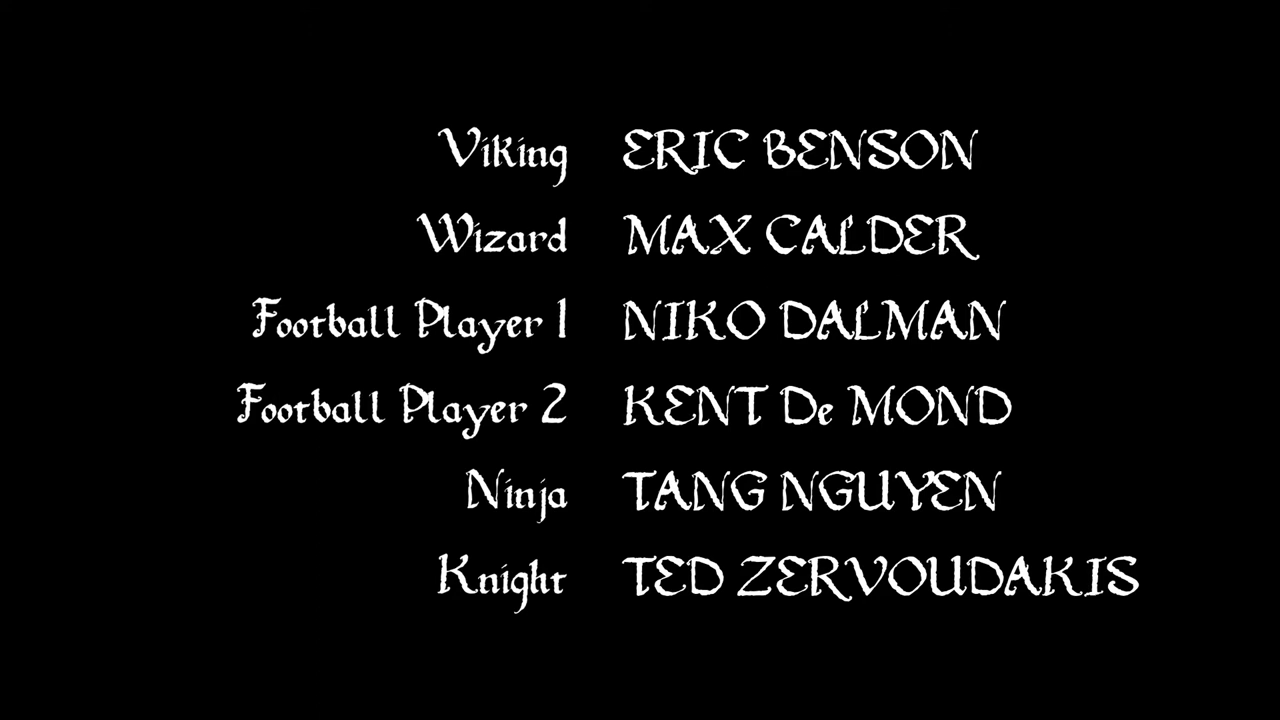 Viking ERIC BENSON
Wizard MAX CALDER
Football Player 1 NIKO DALMAN
Football Player 2 KENT De MOND
Ninja TANG NGUYEN
Knight TED ZERVOUDAKIS